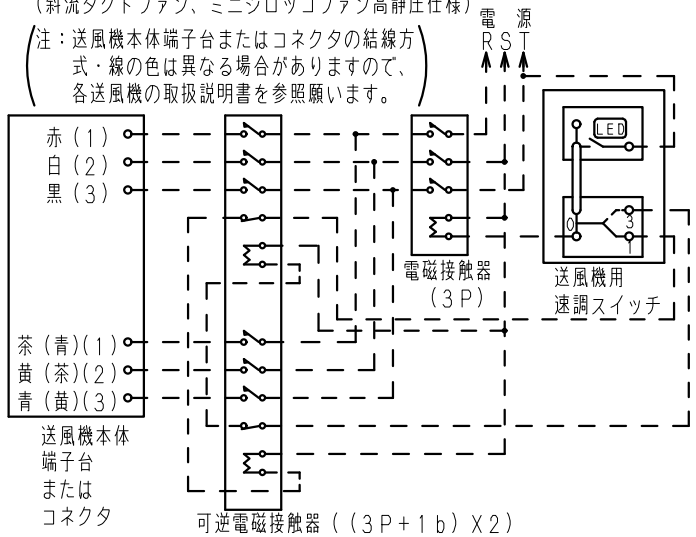 (斜流ダクトファン、ミニシロッコファン高静圧仕様)
注:送風機本体端子台またはコネクタの結線方
式・線の色は異なる場合がありますので、
各送風機の取扱説明書を参照願います。
電 源
R S T
赤(1)
白(2)
黒(3)
LED
0
3
1
電磁接触器
(3P)
送風機用
速調スイッチ
茶(青)(1)
黄(茶)(2)
青(黄)(3)
送風機本体
端子台
または
コネクタ
可逆電磁接触器((3P+1b)X2)